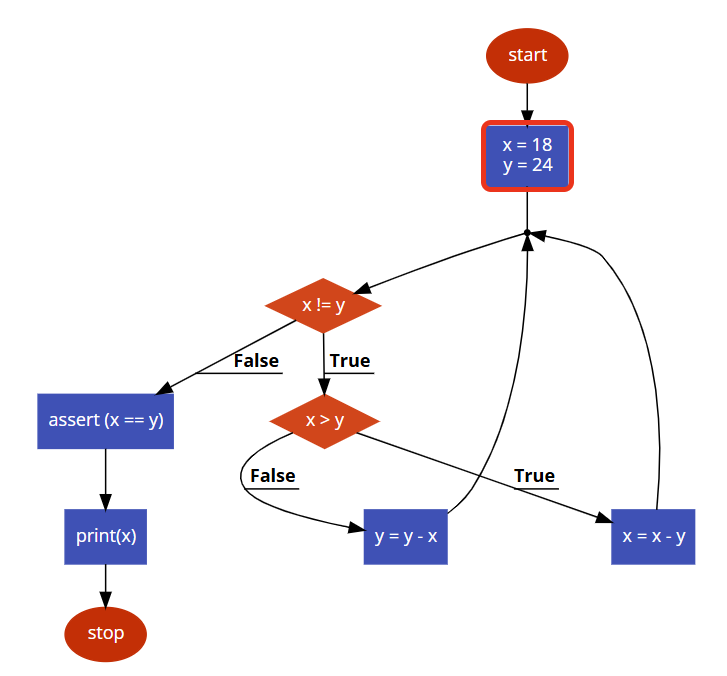 start
x = 18
y = 24
x != y
False
True
assert (x == y)
x > y
False
True
print(x)
y = y - x
x = x - y
stop